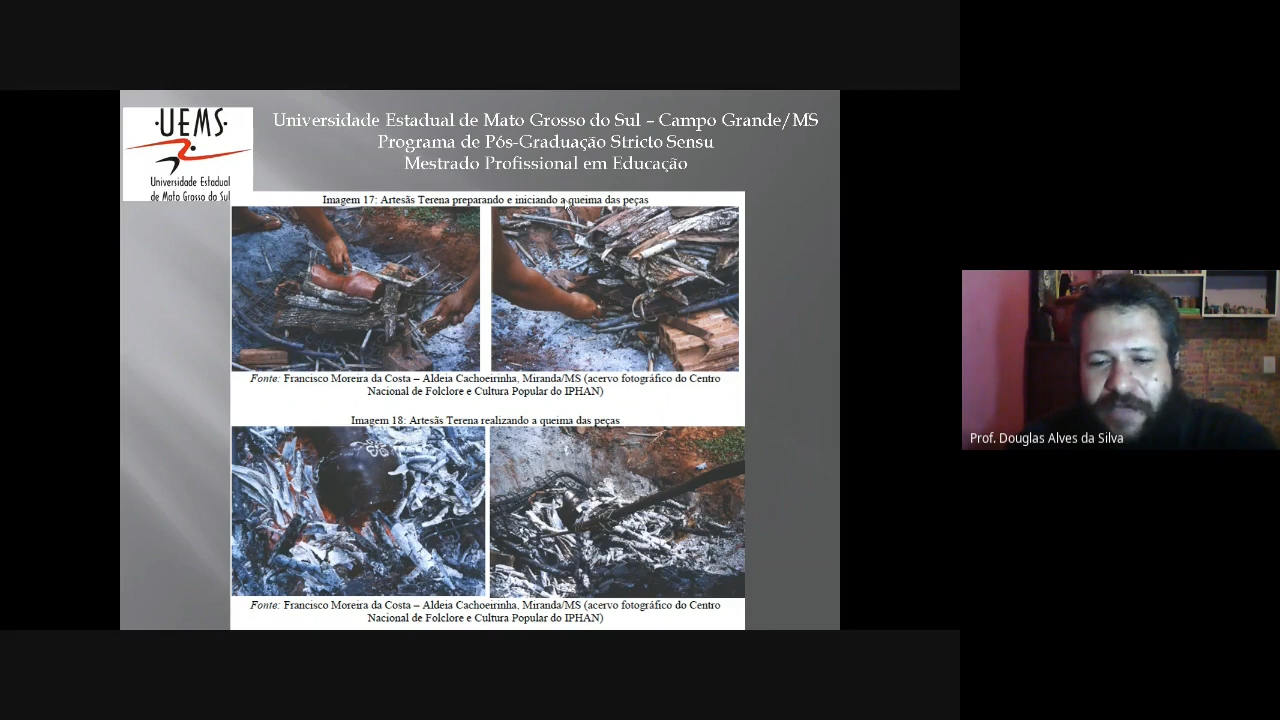 ·UEMS·
Universidade Estadual
de Mato Grosso do Sul
Universidade Estadual de Mato Grosso do Sul – Campo Grande/MS
Programa de Pós-Graduação Stricto Sensu
Mestrado Profissional em Educação
Imagem 17: Artesãs Terena preparando e iniciando a queima das peças
Fonte: Francisco Moreira da Costa – Aldeia Cachoeirinha, Miranda/MS (acervo fotográfico do Centro
Nacional de Folclore e Cultura Popular do IPHAN)
Imagem 18: Artesãs Terena realizando a queima das peças
Fonte: Francisco Moreira da Costa – Aldeia Cachoeirinha, Miranda/MS (acervo fotográfico do Centro
Nacional de Folclore e Cultura Popular do IPHAN)
Prof. Douglas Alves da Silva